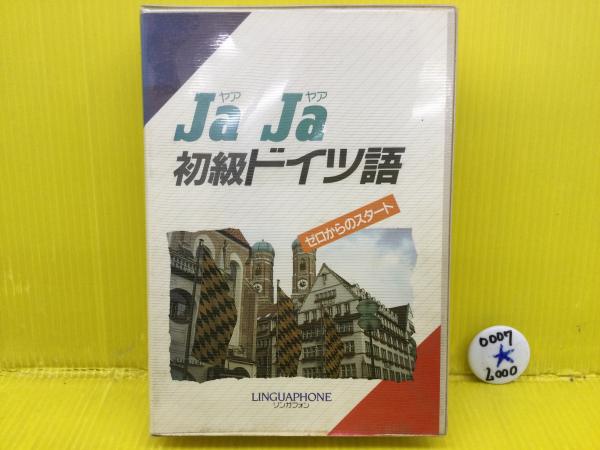 ヤア ヤア
Ja Ja
初級ドイツ語
ゼロからのスタート
LINGUAPHONE
リンガフォン
0007
6000